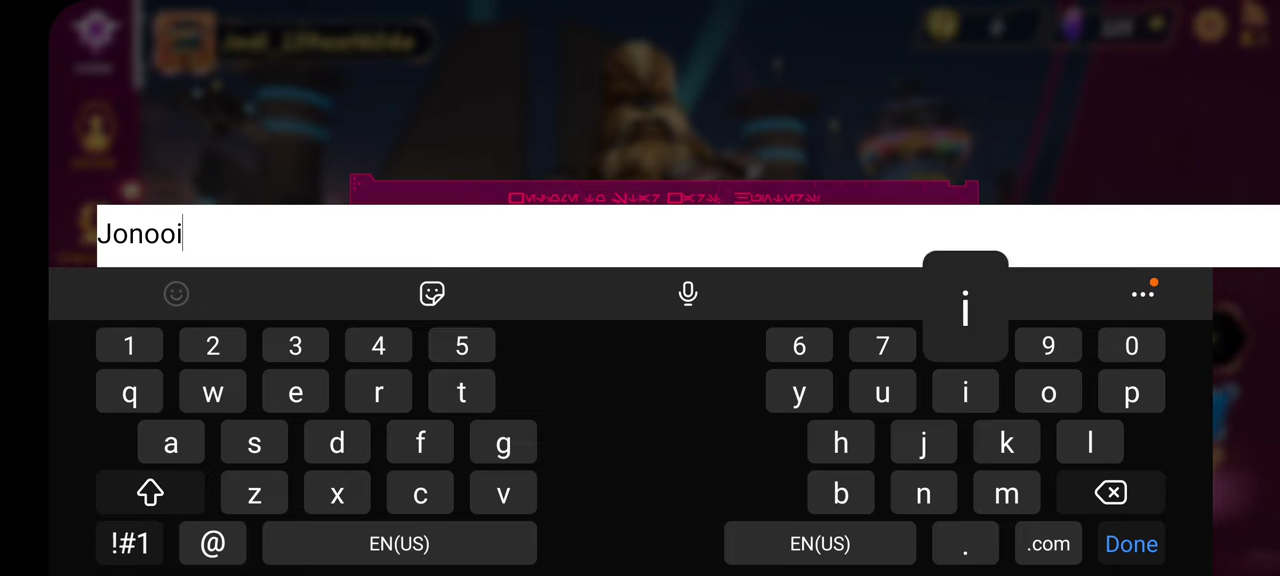 Jonooi
i
1 2 3 4 5 6 7 9 0
q w e r t y u i o p
a s d f g h j k l
z x c v b n m
!#1 @ EN(US) EN(US) . .com Done